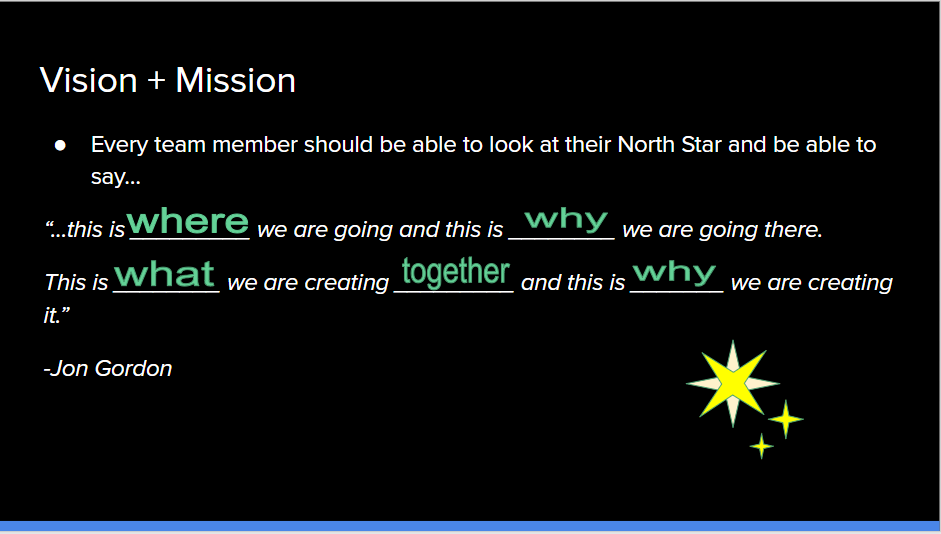 Vision + Mission
● Every team member should be able to look at their North Star and be able to
say...
“...this is where we are going and this is why we are going there.
This is what we are creating together and this is why we are creating
it.”
-Jon Gordon